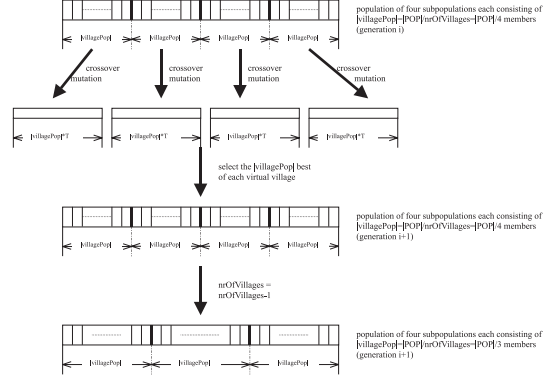 population of four subpopulations each consisting of
|villagePop|=|POP|/nrOfVillages=|POP|/4 members
(generation i)
|villagePop| |villagePop| |villagePop| |villagePop|
crossover crossover crossover crossover
mutation mutation mutation mutation
|villagePop|*T |villagePop|*T |villagePop|*T |villagePop|*T
select the |villagePop| best
of each virtual village
population of four subpopulations each consisting of
|villagePop|=|POP|/nrOfVillages=|POP|/4 members
(generation i+1)
|villagePop| |villagePop| |villagePop| |villagePop|
nrOfVillages =
nrOfVillages-1
population of four subpopulations each consisting of
|villagePop|=|POP|/nrOfVillages=|POP|/3 members
(generation i+1)
|villagePop| |villagePop| |villagePop|